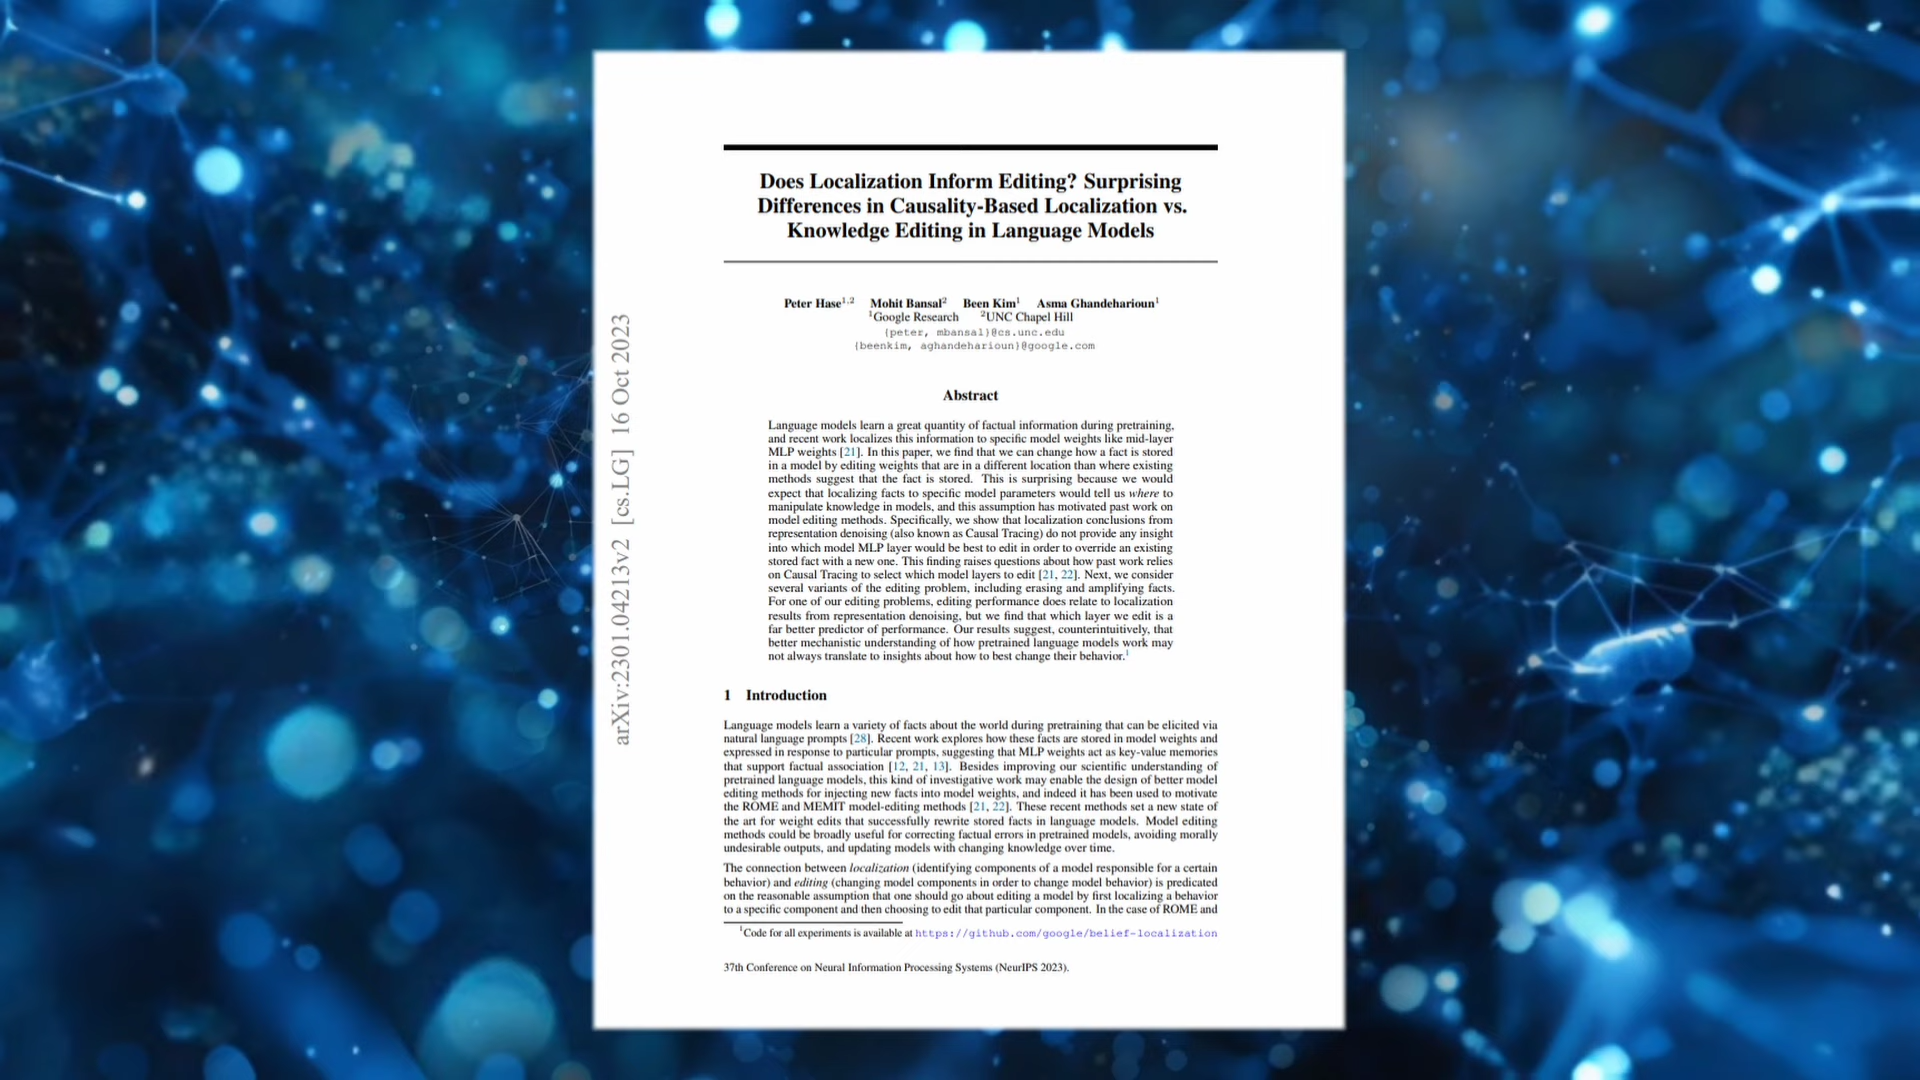 Does Localization Inform Editing? Surprising
Differences in Causality-Based Localization vs.
Knowledge Editing in Language Models
Peter Hase1,2 Mohit Bansal2 Been Kim1 Asma Ghandeharioun1
1Google Research 2UNC Chapel Hill
{peter, mbansal}@cs.unc.edu
{beenkim, aghandeharioun}@google.com
arXiv:2301.04213v2 [cs.LG] 16 Oct 2023
Abstract
Language models learn a great quantity of factual information during pretraining,
and recent work localizes this information to specific model weights like mid-layer
MLP weights [21]. In this paper, we find that we can change how a fact is stored
in a model by editing weights that are in a different location than where existing
methods suggest that the fact is stored. This is surprising because we would
expect that localizing facts to specific model parameters would tell us where to
manipulate knowledge in models, and this assumption has motivated past work on
model editing methods. Specifically, we show that localization conclusions from
representation denoising (also known as Causal Tracing) do not provide any insight
into which model MLP layer would be best to edit in order to override an existing
stored fact with a new one. This finding raises questions about how past work relies
on Causal Tracing to select which model layers to edit [21, 22]. Next, we consider
several variants of the editing problem, including erasing and amplifying facts.
For one of our editing problems, editing performance does relate to localization
results from representation denoising, but we find that which layer we edit is a
far better predictor of performance. Our results suggest, counterintuitively, that
better mechanistic understanding of how pretrained language models work may
not always translate to insights about how to best change their behavior.1
1 Introduction
Language models learn a variety of facts about the world during pretraining that can be elicited via
natural language prompts [28]. Recent work explores how these facts are stored in model weights and
expressed in response to particular prompts, suggesting that MLP weights act as key-value memories
that support factual association [12, 21, 13]. Besides improving our scientific understanding of
pretrained language models, this kind of investigative work may enable the design of better model
editing methods for injecting new facts into model weights, and indeed it has been used to motivate
the ROME and MEMIT model-editing methods [21, 22]. These recent methods set a new state of
the art for weight edits that successfully rewrite stored facts in language models. Model editing
methods could be broadly useful for correcting factual errors in pretrained models, avoiding morally
undesirable outputs, and updating models with changing knowledge over time.
The connection between localization (identifying components of a model responsible for a certain
behavior) and editing (changing model components in order to change model behavior) is predicated
on the reasonable assumption that one should go about editing a model by first localizing a behavior
to a specific component and then choosing to edit that particular component. In the case of ROME and
1Code for all experiments is available at https://github.com/google/belief-localization
37th Conference on Neural Information Processing Systems (NeurIPS 2023).